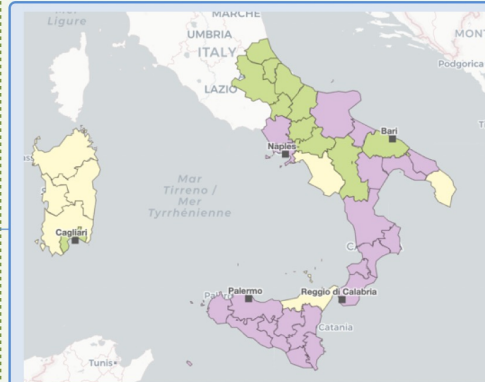 MARCHE
Ligure
UMBRIA
ITALY
MONT
Podgorica
LAZIO
Bari
Naples
Mar
Tirreno /
Mer
Tyrrhénienne
Cagliari
Palermo
Reggio di Calabria
Catania
Tunis